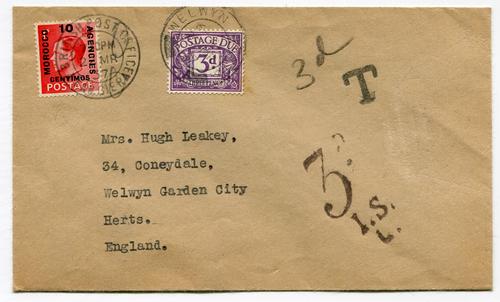 MOROCCO
10
AGENCIES
CENTIMOS
POSTAGE
WELWYN
POSTAGE DUE
3d
3d
T
Mrs. Hugh Leakey,
34, Coneydale,
Welwyn Garden City
Herts.
England.
3d
I.S.